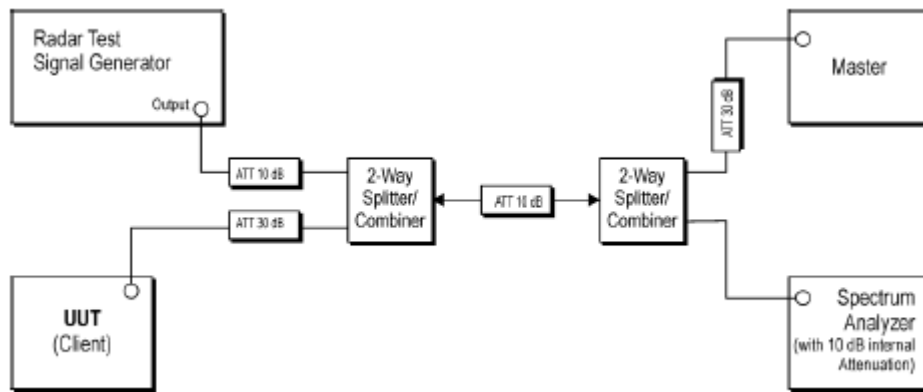 Radar Test
Signal Generator
Output
Master
ATT 30 dB
ATT 10 dB
2-Way
Splitter/
Combiner
ATT 10 dB
2-Way
Splitter/
Combiner
ATT 30 dB
UUT
(Client)
Spectrum
Analyzer
(with 10 dB internal
Attenuation)